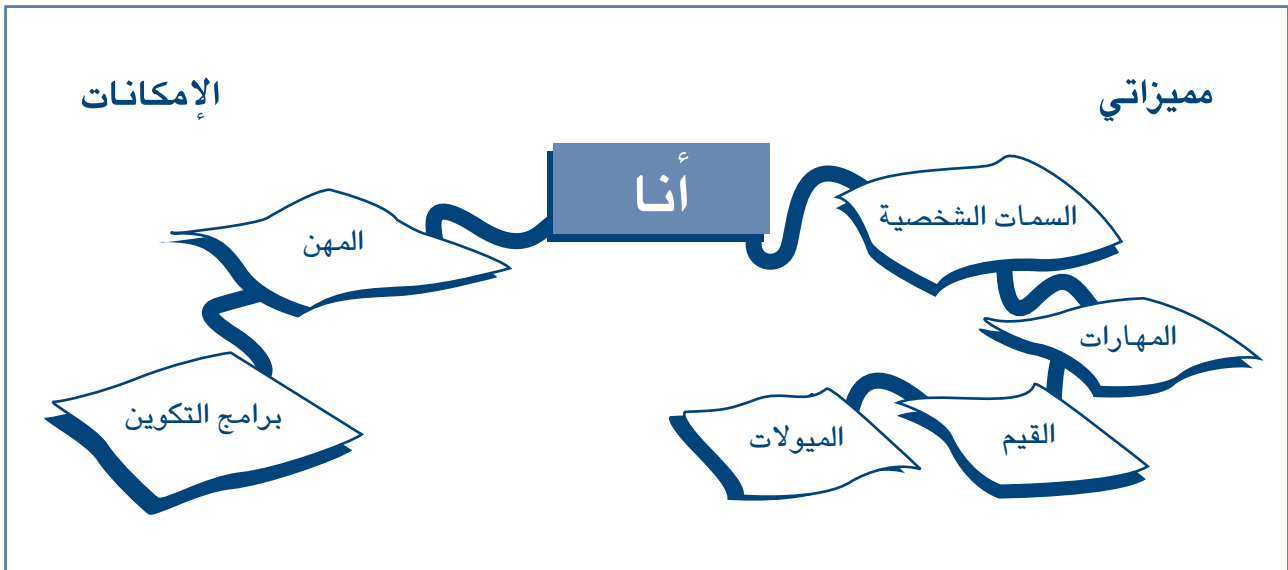 مميزاتي
الإمكانات
أنا
السمات الشخصية
المهارات
القيم
الميولات
المهن
برامج التكوين